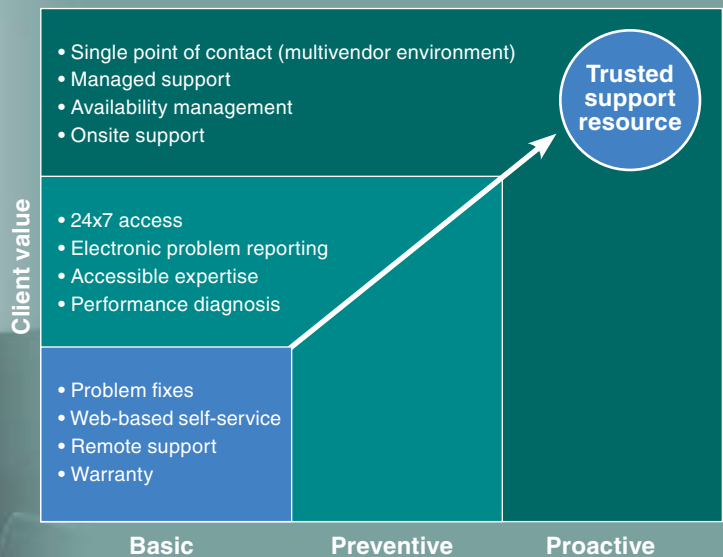 • Single point of contact (multivendor environment)
• Managed support
• Availability management
• Onsite support
Trusted
support
resource
• 24x7 access
• Electronic problem reporting
• Accessible expertise
• Performance diagnosis
• Problem fixes
• Web-based self-service
• Remote support
• Warranty
Client value
Basic
Preventive
Proactive